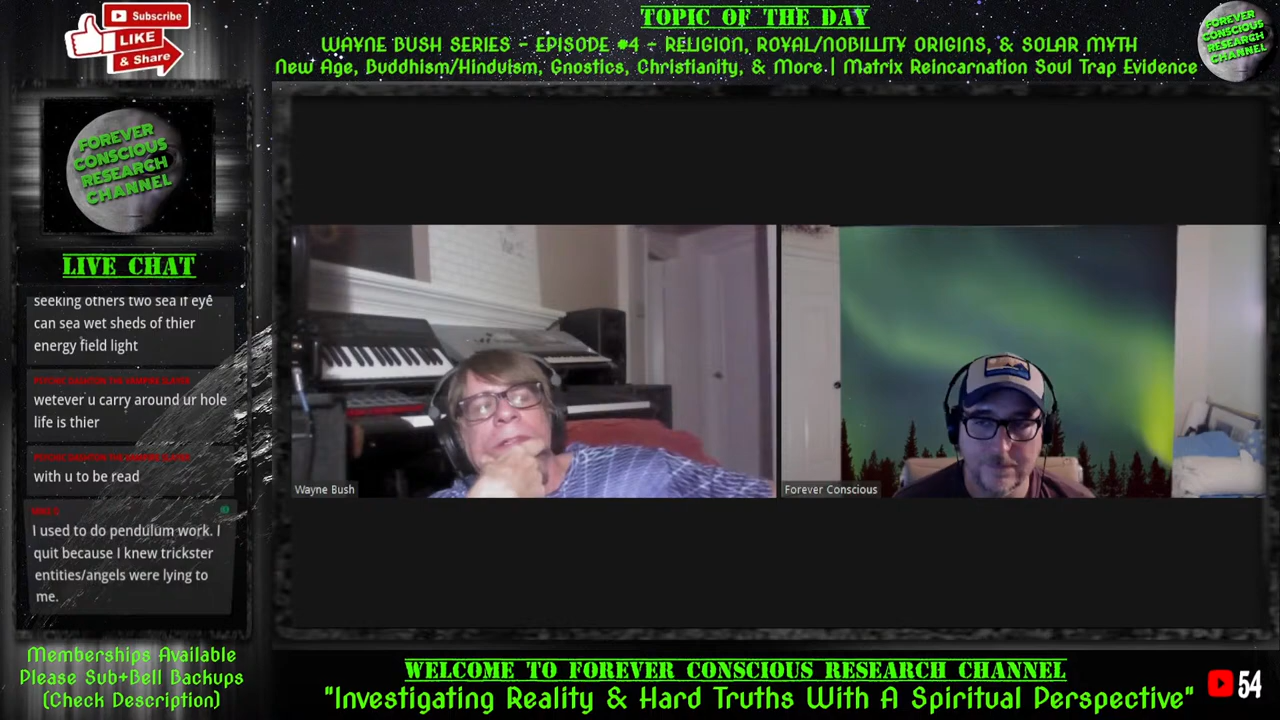 Subscribe
LIKE
& Share
TOPIC OF THE DAY
WAYNE BUSH SERIES - EPISODE #4 - RELIGION, ROYAL/NOBILLITY ORIGINS, & SOLAR MYTH
New Age, Buddhism/Hinduism, Gnostics, Christianity, & More | Matrix Reincarnation Soul Trap Evidence
FOREVER
CONSCIOUS
RESEARCH
CHANNEL
FOREVER
CONSCIOUS
RESEARCH
CHANNEL
LIVE CHAT
seeking others two sea if eye
can sea wet sheds of thier
energy field light
wetever u carry around ur hole
life is thier
with u to be read
I used to do pendulum work. I
quit because I knew trickster
entities/angels were lying to
me.
Wayne Bush
Forever Conscious
Memberships Available
Please Sub+Bell Backups
(Check Description)
WELCOME TO FOREVER CONSCIOUS RESEARCH CHANNEL
"Investigating Reality & Hard Truths With A Spiritual Perspective"
54